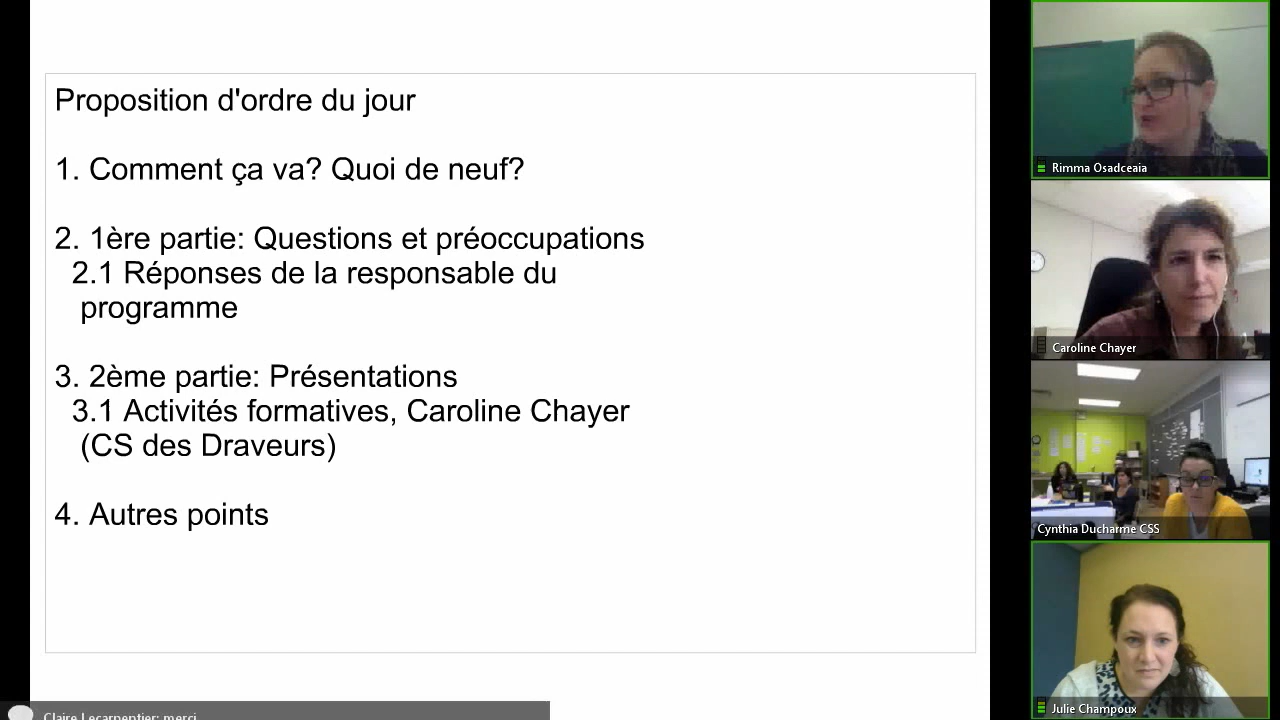 Proposition d'ordre du jour
1. Comment ça va? Quoi de neuf?
2. 1ère partie: Questions et préoccupations
2.1 Réponses de la responsable du
programme
3. 2ème partie: Présentations
3.1 Activités formatives, Caroline Chayer
(CS des Draveurs)
4. Autres points
Claire Lecarpentier: merci
Rimma Osadceaia
Caroline Chayer
Cynthia Ducharme CSS
Julie Champoux